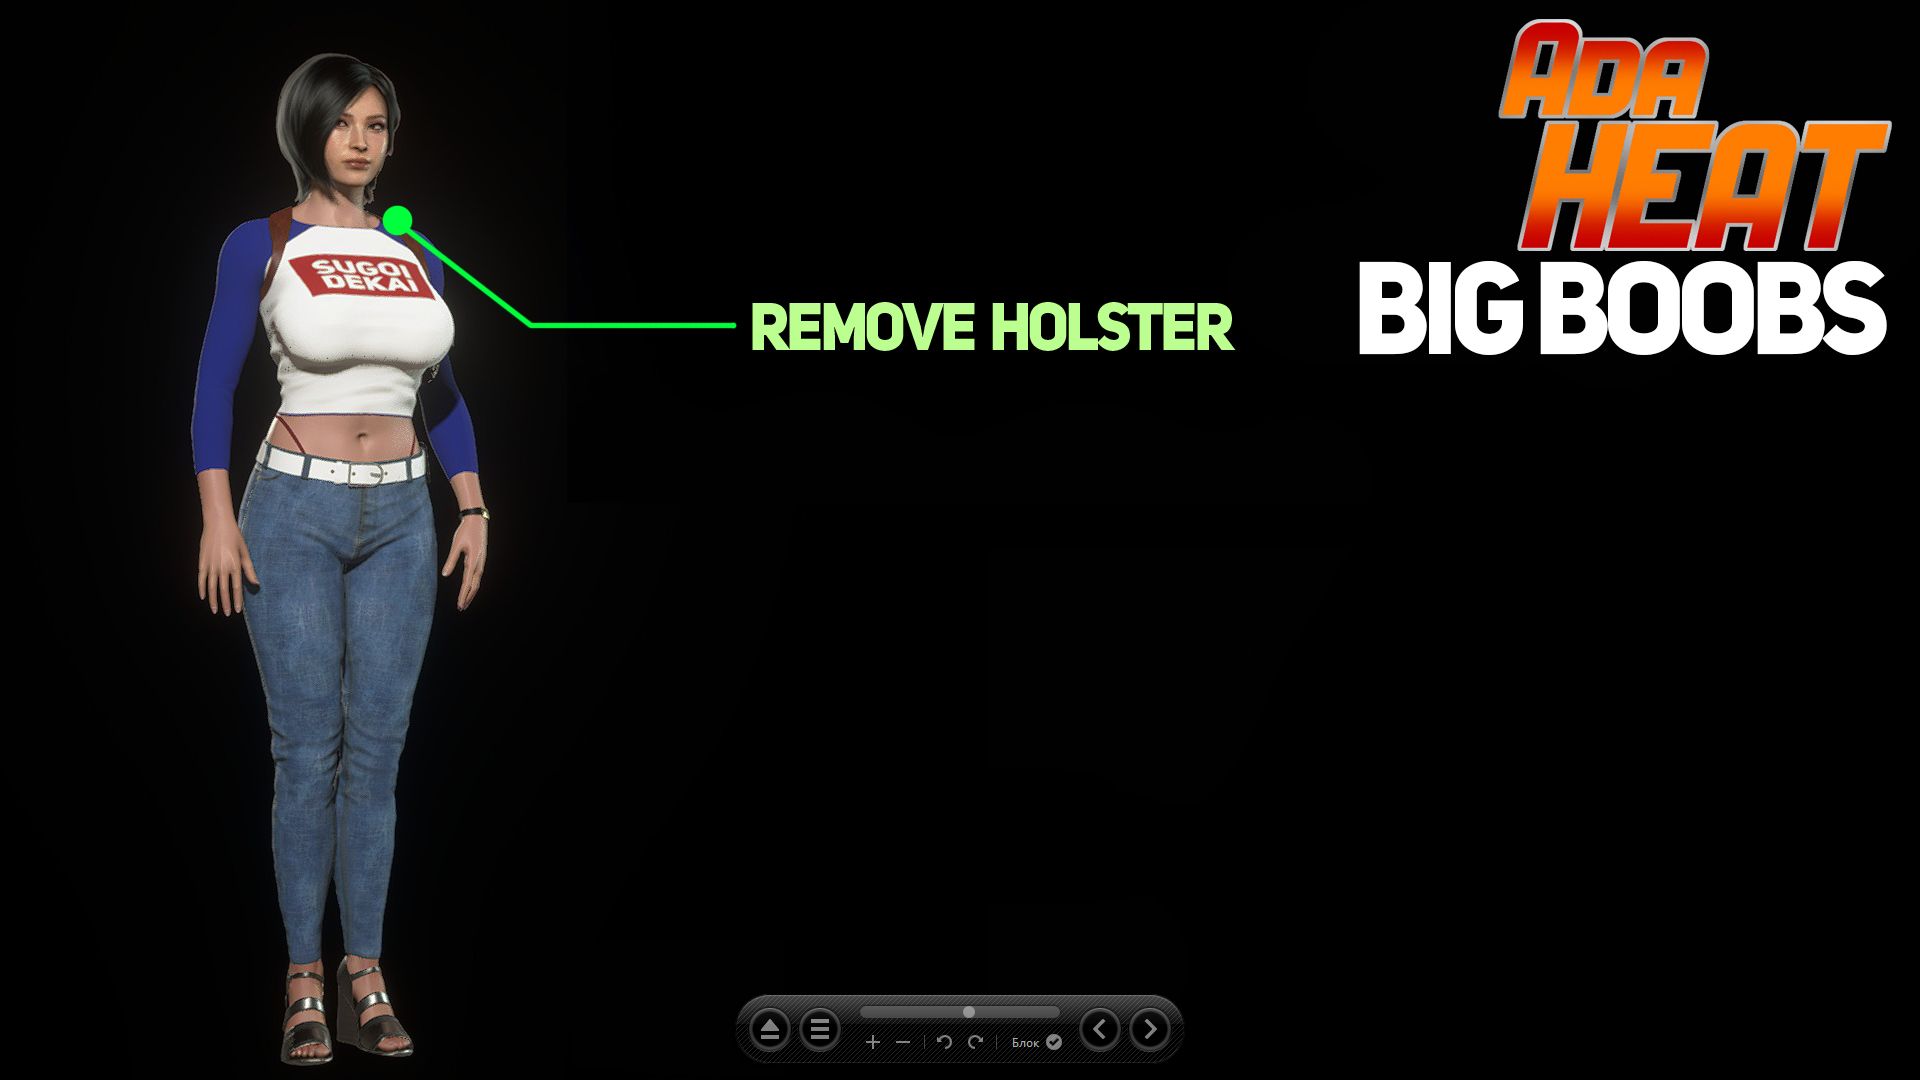 ADA
HEAT
BIG BOOBS
SUGOI
DEKAI
REMOVE HOLSTER
Блок